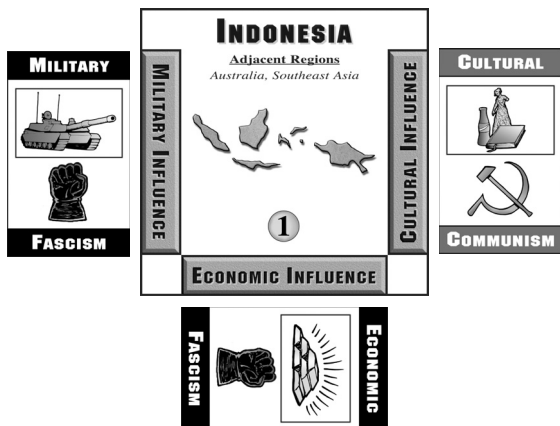 INDONESIA
Adjacent Regions
Australia, Southeast Asia
MILITARY INFLUENCE
CULTURAL INFLUENCE
1
ECONOMIC INFLUENCE
MILITARY
FASCISM
CULTURAL
COMMUNISM
FASCISM
ECONOMIC